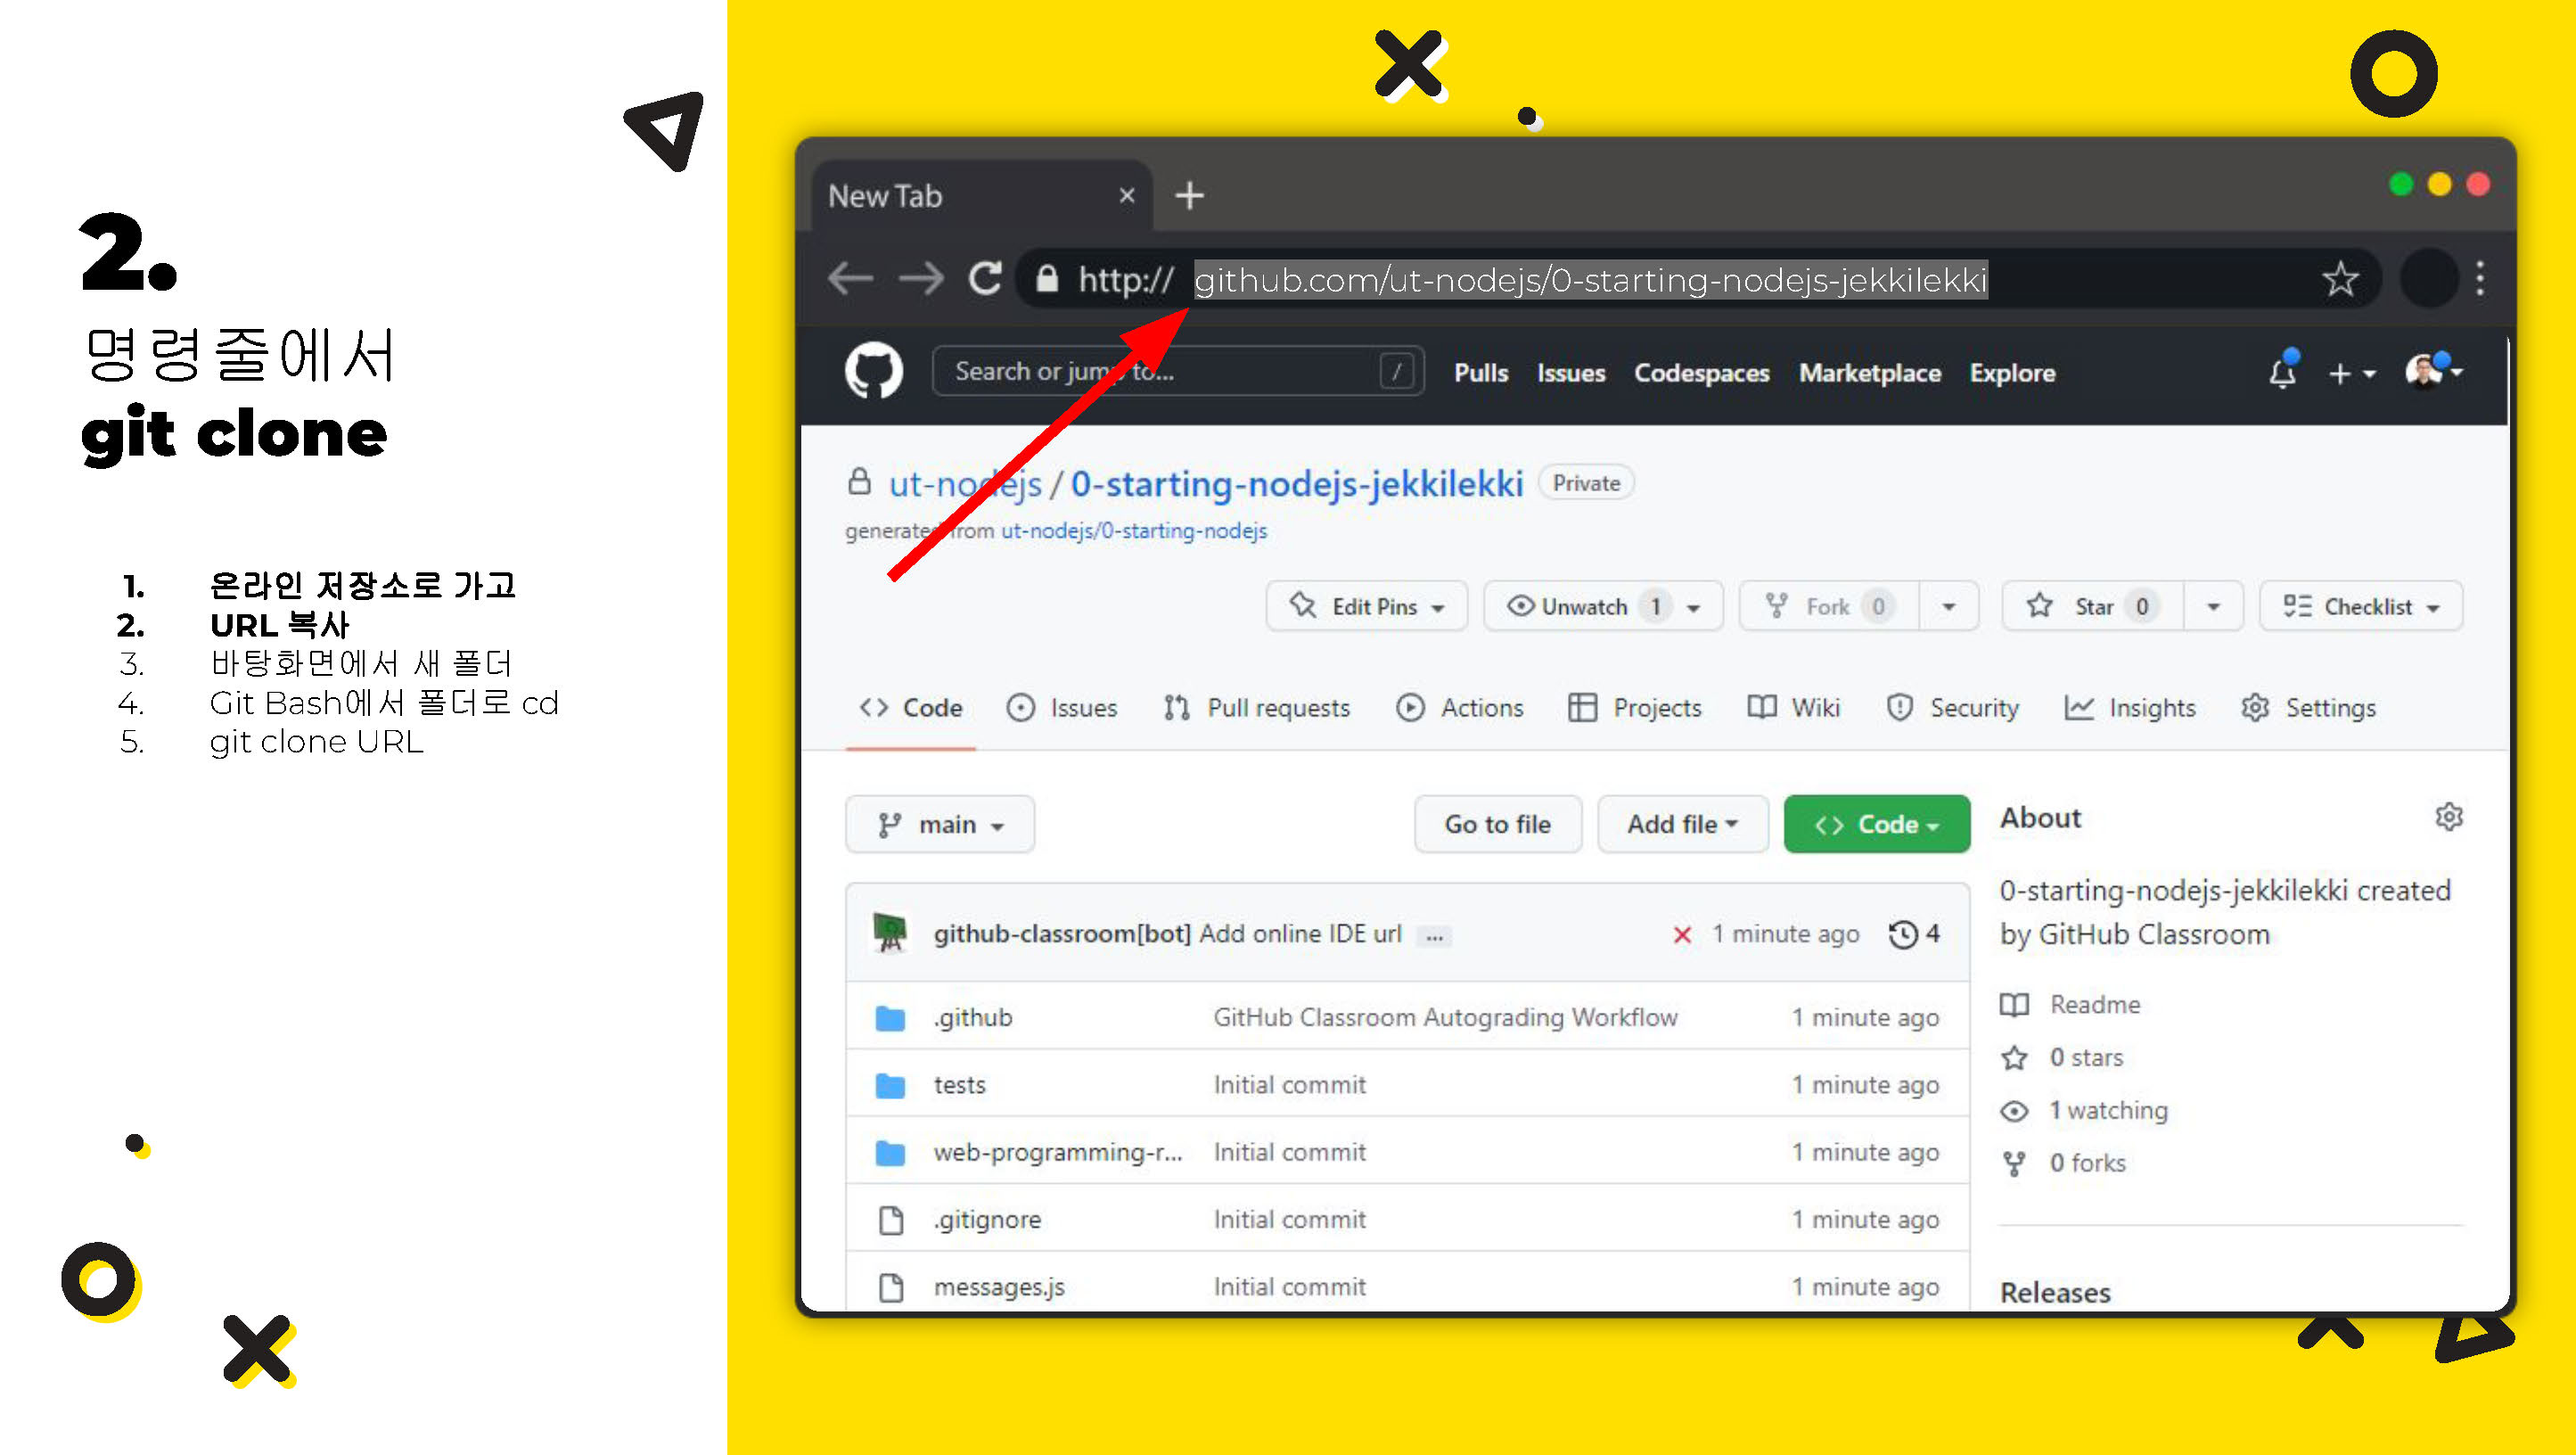 2.
명령줄에서
git clone
1. 온라인 저장소로 가고
2. URL 복사
3. 바탕화면에서 새 폴더
4. Git Bash에서 폴더로 cd
5. git clone URL
New Tab × +
http:// github.com/ut-nodejs/0-starting-nodejs-jekkilekki
Search or jump to... / Pulls Issues Codespaces Marketplace Explore
ut-nodejs / 0-starting-nodejs-jekkilekki Private
generated from ut-nodejs/0-starting-nodejs
Edit Pins Unwatch 1 Fork 0 Star 0 Checklist
Code Issues Pull requests Actions Projects Wiki Security Insights Settings
main Go to file Add file Code
github-classroom[bot] Add online IDE url ... 1 minute ago 4
.github GitHub Classroom Autograding Workflow 1 minute ago
tests Initial commit 1 minute ago
web-programming-r... Initial commit 1 minute ago
.gitignore Initial commit 1 minute ago
messages.js Initial commit 1 minute ago
About
0-starting-nodejs-jekkilekki created
by GitHub Classroom
Readme
0 stars
1 watching
0 forks
Releases